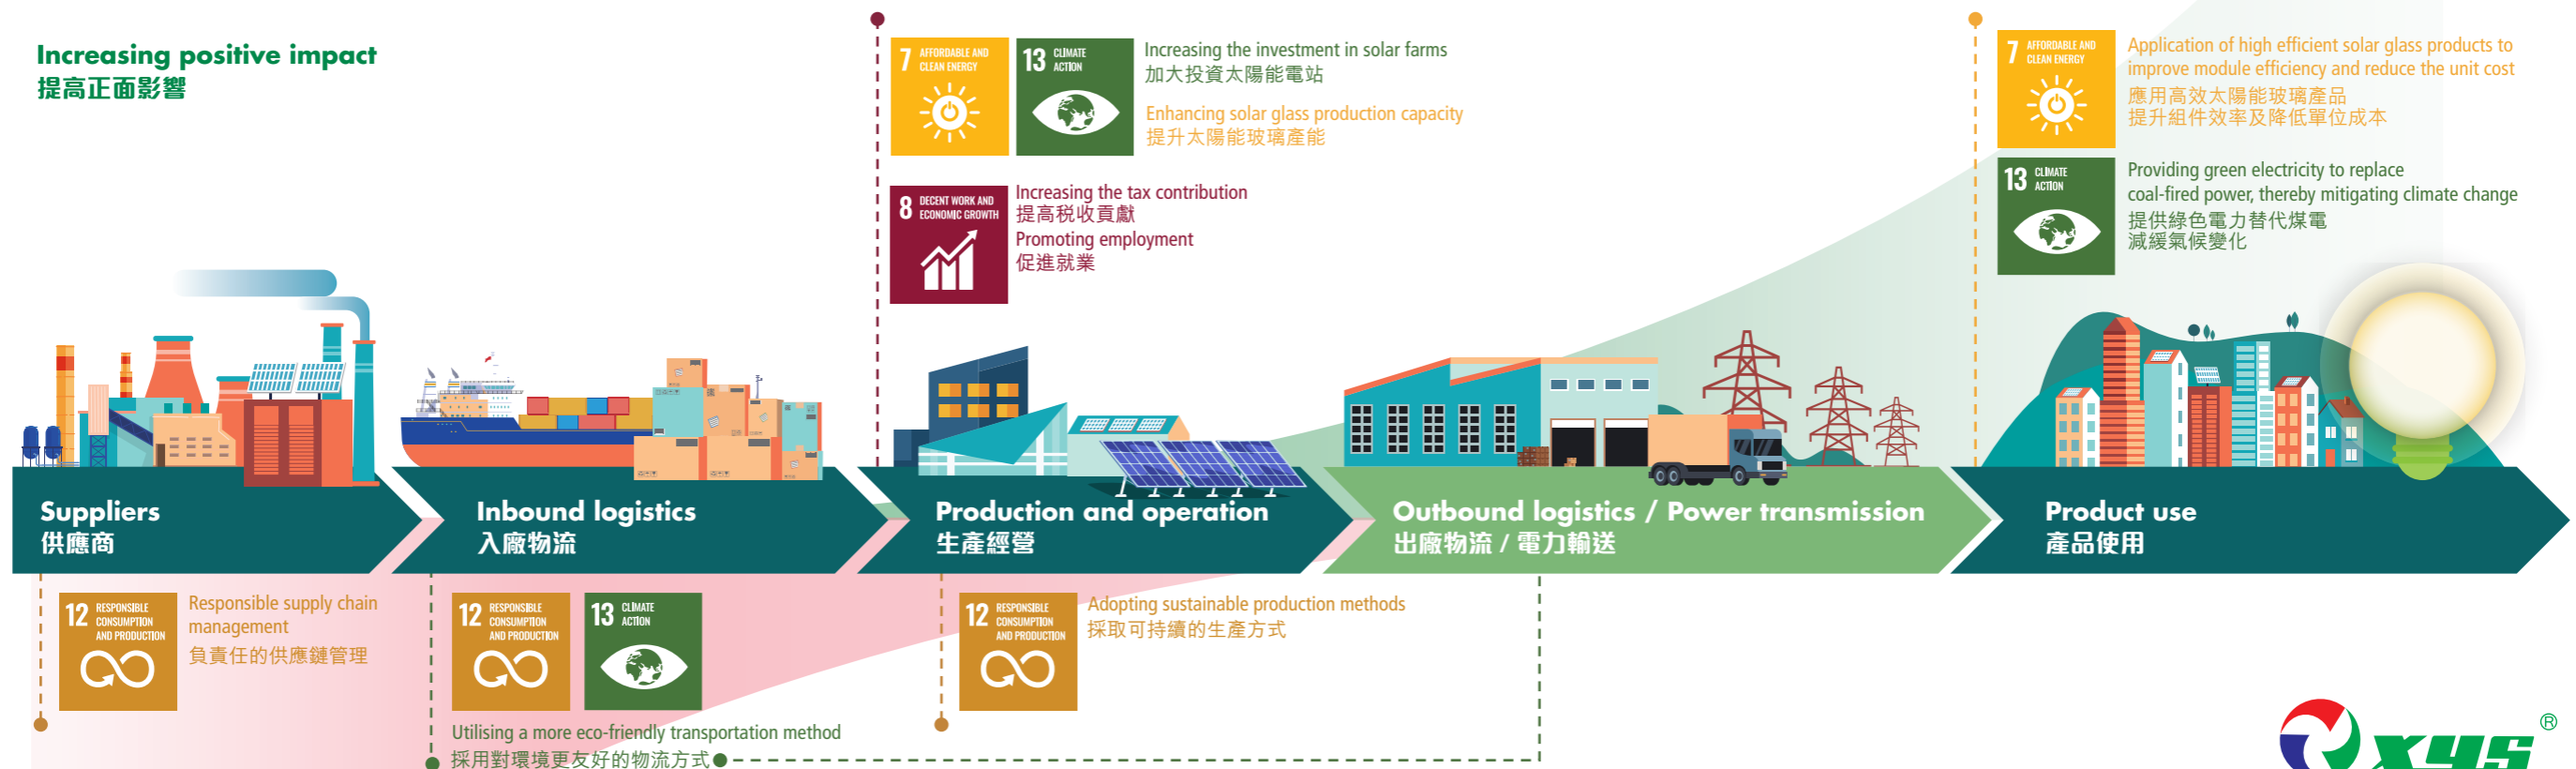 Increasing positive impact
提高正面影響
7 AFFORDABLE AND
CLEAN ENERGY
13 CLIMATE
ACTION
Increasing the investment in solar farms
加大投資太陽能電站
Enhancing solar glass production capacity
提升太陽能玻璃產能
8 DECENT WORK AND
ECONOMIC GROWTH
Increasing the tax contribution
提高税收貢獻
Promoting employment
促進就業
7 AFFORDABLE AND
CLEAN ENERGY
Application of high efficient solar glass products to
improve module efficiency and reduce the unit cost
應用高效太陽能玻璃產品
提升組件效率及降低單位成本
13 CLIMATE
ACTION
Providing green electricity to replace
coal-fired power, thereby mitigating climate change
提供綠色電力替代煤電
減緩氣候變化
Suppliers
供應商
Inbound logistics
入廠物流
Production and operation
生產經營
Outbound logistics / Power transmission
出廠物流 / 電力輸送
Product use
產品使用
12 RESPONSIBLE
CONSUMPTION
AND PRODUCTION
Responsible supply chain
management
負責任的供應鏈管理
12 RESPONSIBLE
CONSUMPTION
AND PRODUCTION
13 CLIMATE
ACTION
Utilising a more eco-friendly transportation method
採用對環境更友好的物流方式
12 RESPONSIBLE
CONSUMPTION
AND PRODUCTION
Adopting sustainable production methods
採取可持續的生產方式
XYS ®